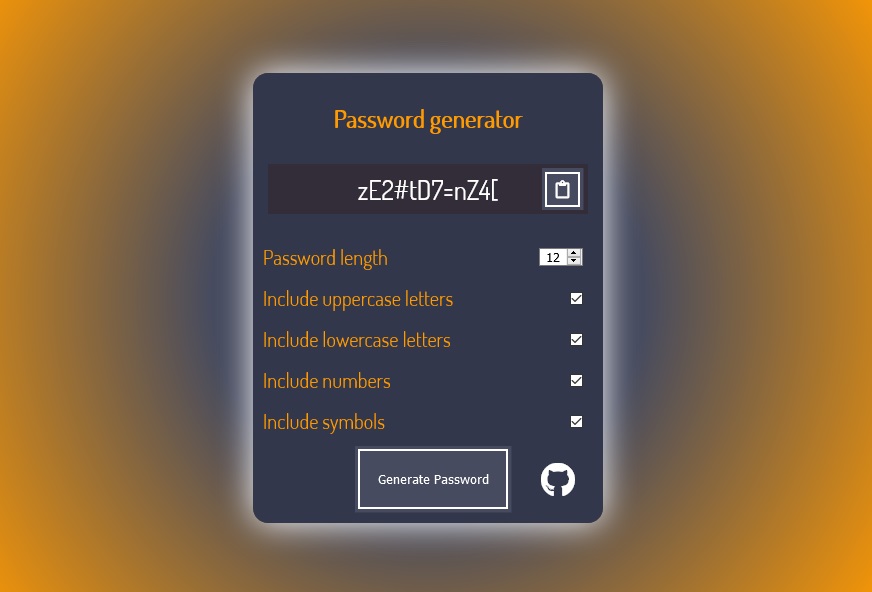 Password generator
zE2#tD7=nZ4[
Password length
12
Include uppercase letters
Include lowercase letters
Include numbers
Include symbols
Generate Password